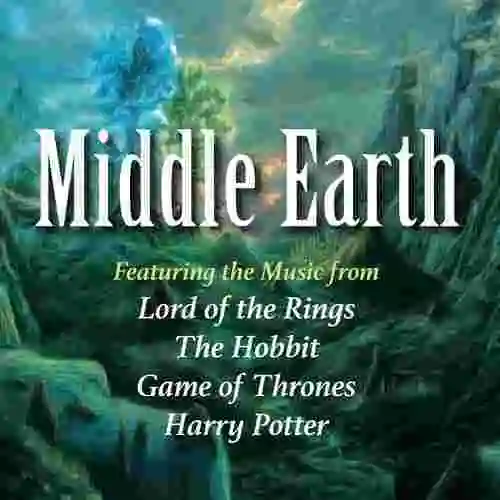 Middle Earth
Featuring the Music from
Lord of the Rings
The Hobbit
Game of Thrones
Harry Potter